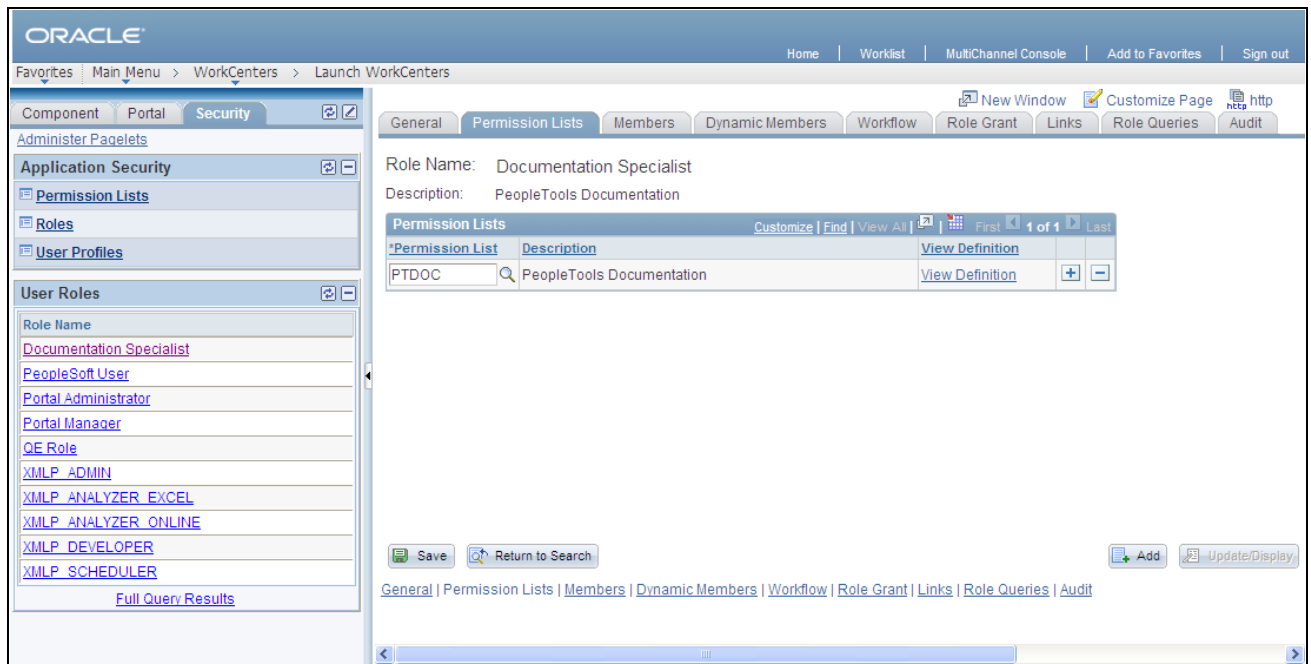 ORACLE
Home | Worklist | MultiChannel Console | Add to Favorites | Sign out
Favorites Main Menu > WorkCenters > Launch WorkCenters
Component Portal Security
Administer Pagelets
Application Security
Permission Lists
Roles
User Profiles
User Roles
Role Name
Documentation Specialist
PeopleSoft User
Portal Administrator
Portal Manager
QE Role
XMLP_ADMIN
XMLP_ANALYZER_EXCEL
XMLP_ANALYZER_ONLINE
XMLP_DEVELOPER
XMLP_SCHEDULER
Full Query Results
New Window Customize Page http
General Permission Lists Members Dynamic Members Workflow Role Grant Links Role Queries Audit
Role Name: Documentation Specialist
Description: PeopleTools Documentation
Permission Lists Customize | Find | View All | | First 1 of 1 Last
*Permission List Description View Definition
PTDOC PeopleTools Documentation View Definition
Save Return to Search Add Update/Display
General | Permission Lists | Members | Dynamic Members | Workflow | Role Grant | Links | Role Queries | Audit